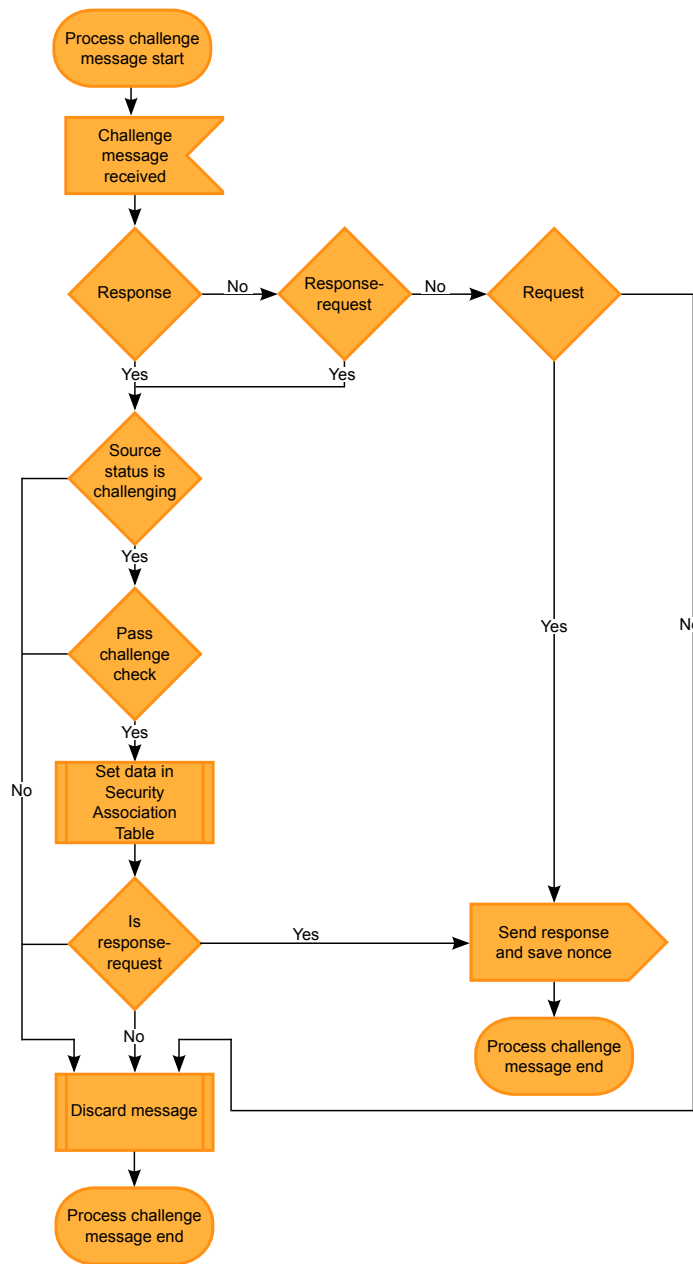 Process challenge
message start
Challenge
message
received
Response
No
Response-
request
No
Request
Yes
Yes
Source
status is
challenging
Yes
Pass
challenge
check
Yes
No
Yes
No
Set data in
Security
Association
Table
Is
response-
request
Yes
Send response
and save nonce
No
Process challenge
message end
Discard message
Process challenge
message end